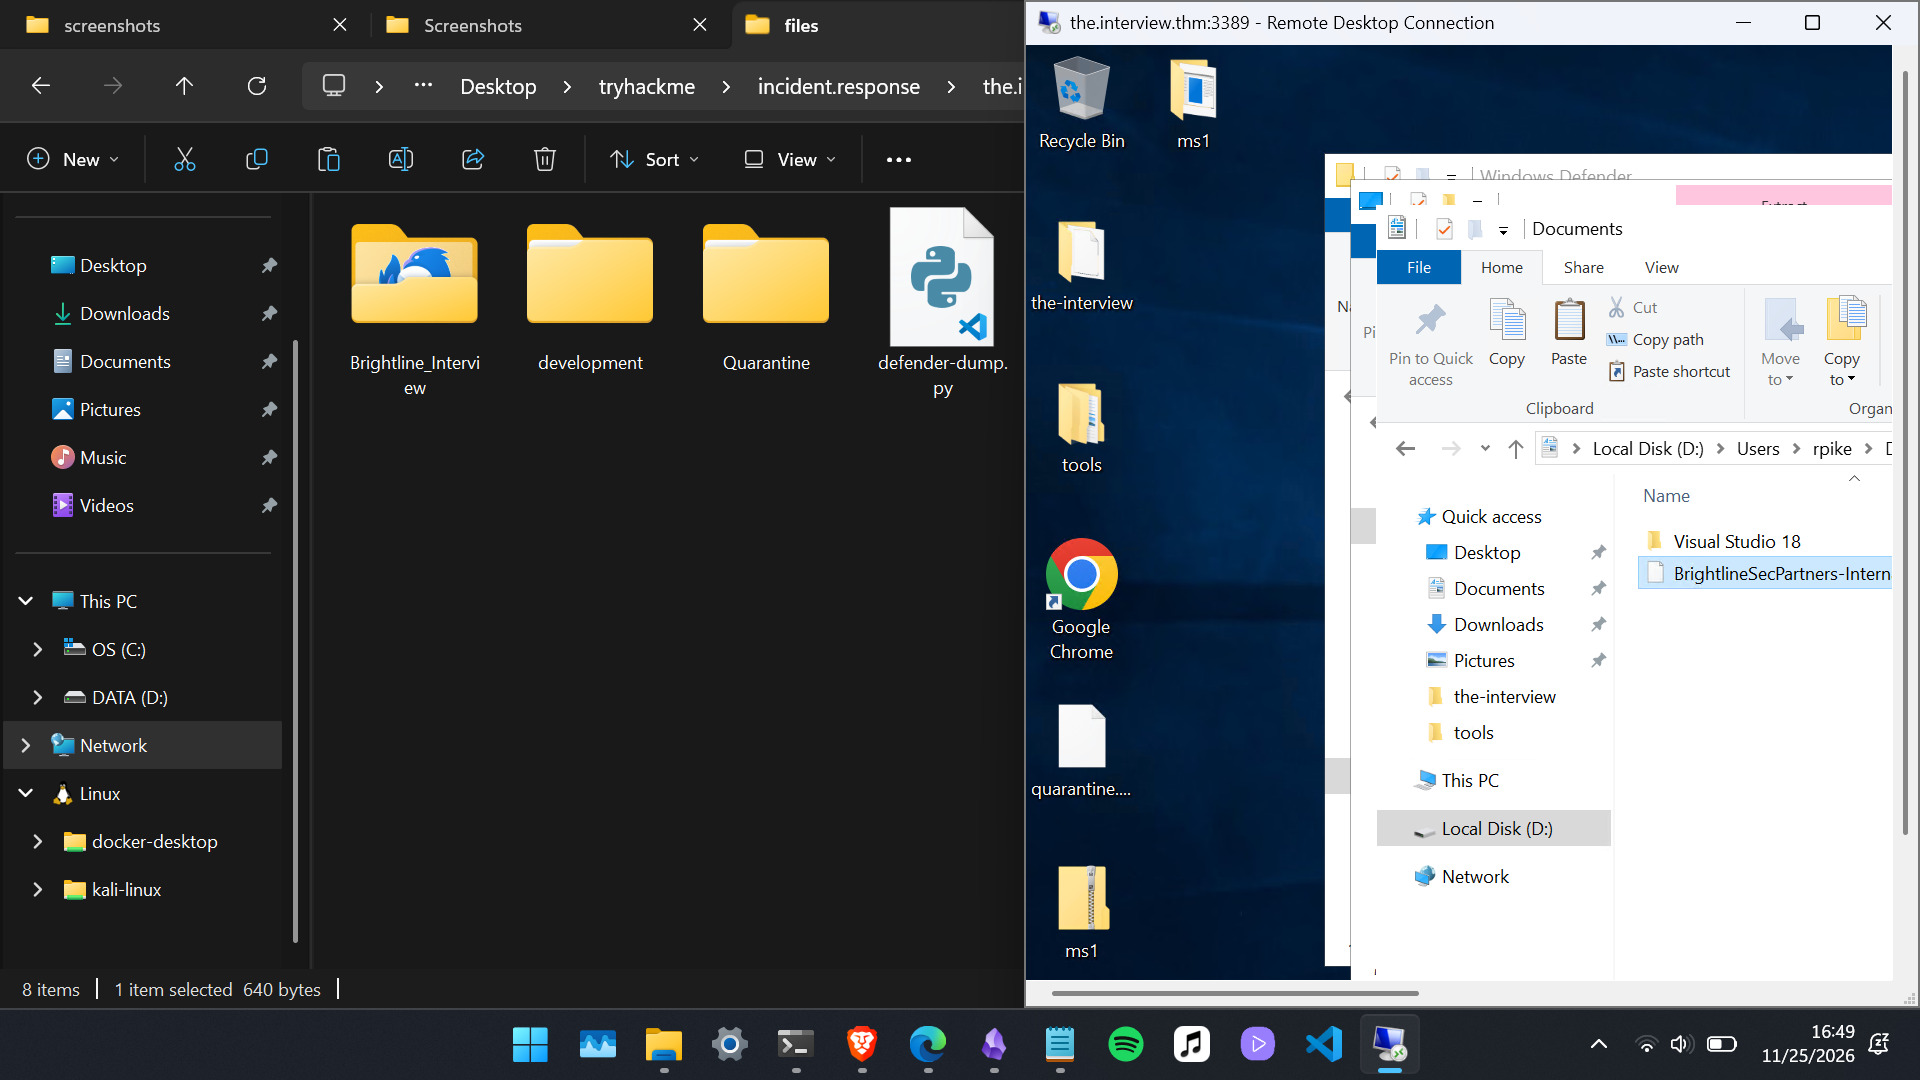 screenshots
Screenshots
files
Desktop
tryhackme
incident.response
the.i
New
Sort
View
Desktop
Downloads
Documents
Pictures
Music
Videos
This PC
OS (C:)
DATA (D:)
Network
Linux
docker-desktop
kali-linux
Brightline_Intervi
ew
development
Quarantine
defender-dump.
py
8 items
1 item selected 640 bytes
the.interview.thm:3389 - Remote Desktop Connection
Recycle Bin
ms1
the-interview
tools
Google
Chrome
quarantine....
ms1
Windows Defender
Extract
Documents
File
Home
Share
View
Pin to Quick
access
Copy
Paste
Cut
Copy path
Paste shortcut
Move
to
Copy
to
Clipboard
Organ
Local Disk (D:)
Users
rpike
D
Quick access
Desktop
Documents
Downloads
Pictures
the-interview
tools
This PC
Local Disk (D:)
Network
Name
Visual Studio 18
BrightlineSecPartners-Intern
16:49
11/25/2026